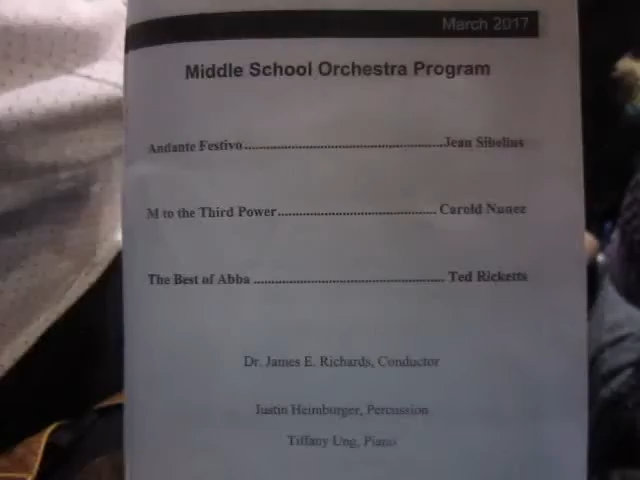 March 2017
Middle School Orchestra Program
Andante Festivo..................................................Jean Sibelius
M to the Third Power........................................ Carold Nunez
The Best of Abba ................................................ Ted Ricketts
Dr. James E. Richards, Conductor
Justin Heimburger, Percussion
Tiffany Ung, Piano